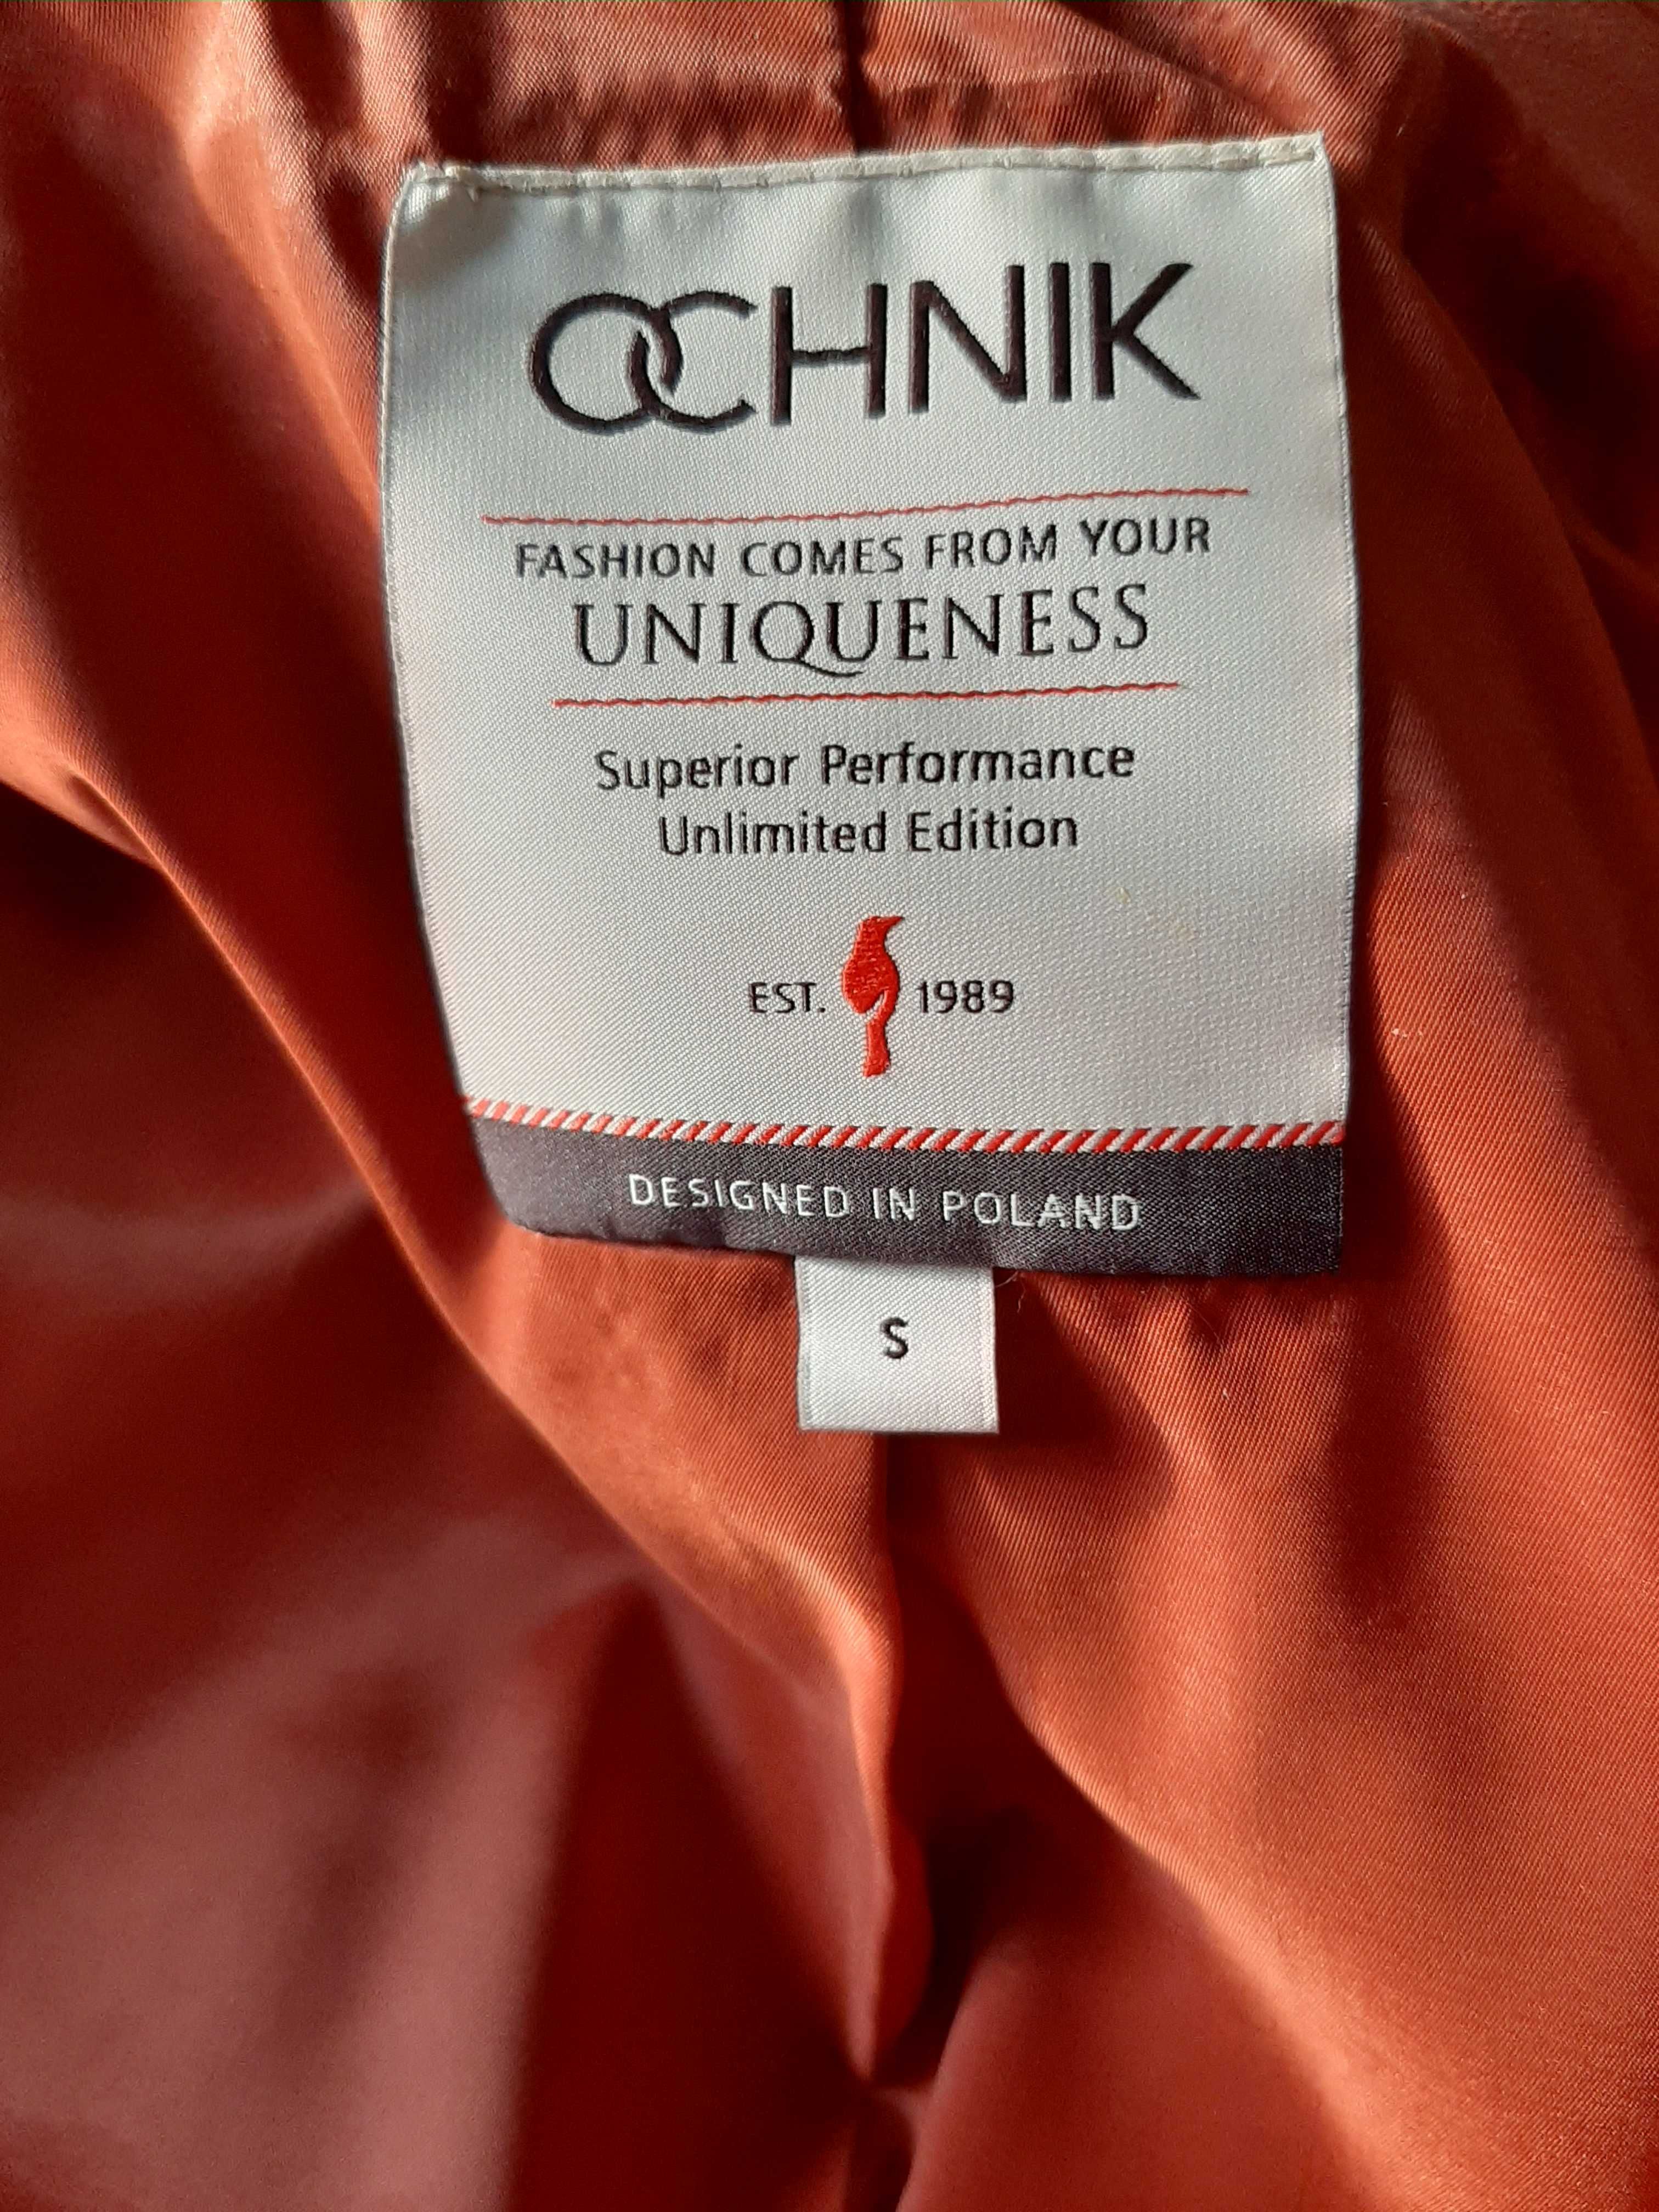 OCHNIK
FASHION COMES FROM YOUR
UNIQUENESS
Superior Performance
Unlimited Edition
EST. 1989
DESIGNED IN POLAND
S